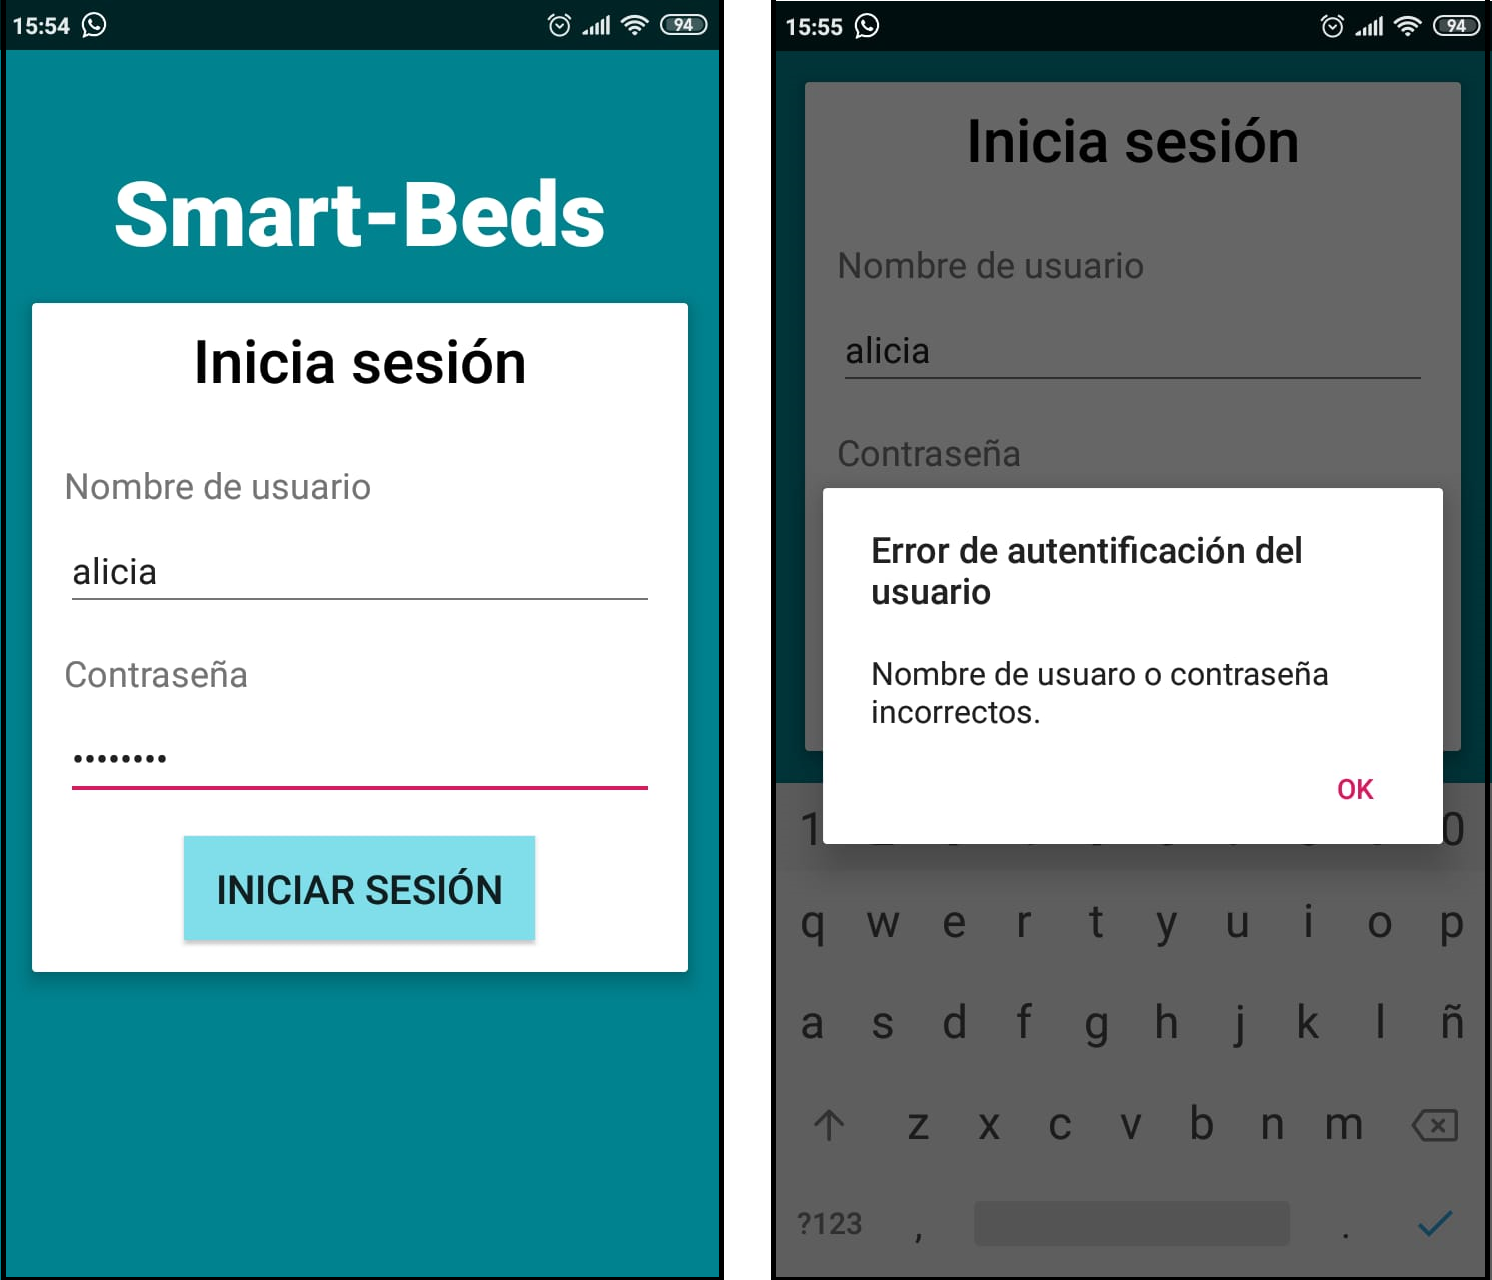 15:54
94
Smart-Beds
Inicia sesión
Nombre de usuario
alicia
Contraseña
••••••••
INICIAR SESIÓN
15:55
94
Inicia sesión
Nombre de usuario
alicia
Contraseña
Error de autentificación del
usuario
Nombre de usuaro o contraseña
incorrectos.
OK
1 0
q w e r t y u i o p
a s d f g h j k l ñ
z x c v b n m
?123 , .